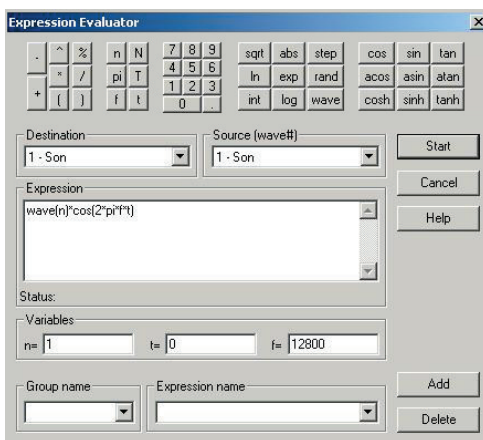 Expression Evaluator
. ^ % n N 7 8 9 sqrt abs step cos sin tan
4 5 6
* / pi T ln exp rand acos asin atan
1 2 3
+ ( ) f t 0 . int log wave cosh sinh tanh
Destination Source (wave#)
1 - Son 1 - Son Start
Cancel
Expression
wave(n)*cos(2*pi*f*t) Help
Status:
Variables
n= 1 t= 0 f= 12800
Group name Expression name Add
Delete